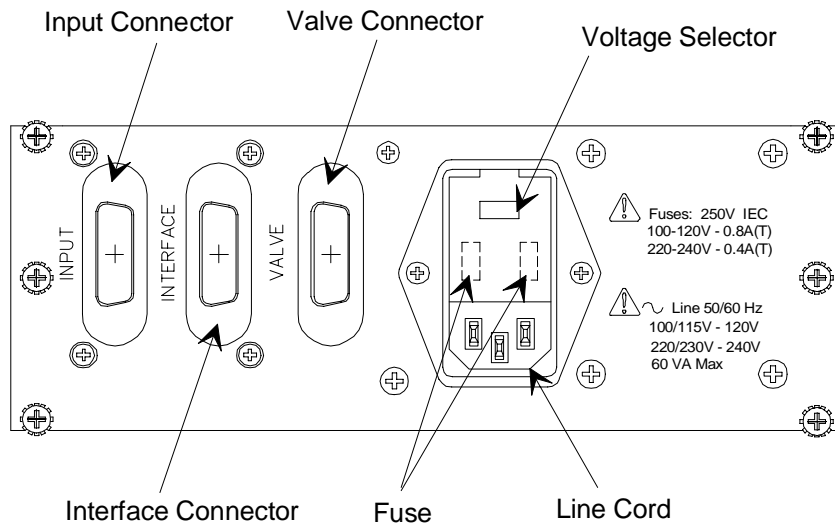 Input Connector
Valve Connector
Voltage Selector
INPUT
INTERFACE
VALVE
Fuses: 250V IEC
100-120V - 0.8A(T)
220-240V - 0.4A(T)
Line 50/60 Hz
100/115V - 120V
220/230V - 240V
60 VA Max
Interface Connector
Fuse
Line Cord